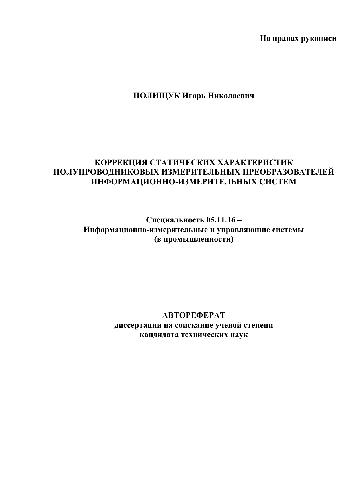 На правах рукописи
ПОЛИЩУК Игорь Николаевич
КОРРЕКЦИЯ СТАТИЧЕСКИХ ХАРАКТЕРИСТИК
ПОЛУПРОВОДНИКОВЫХ ИЗМЕРИТЕЛЬНЫХ ПРЕОБРАЗОВАТЕЛЕЙ
ИНФОРМАЦИОННО-ИЗМЕРИТЕЛЬНЫХ СИСТЕМ
Специальность 05.11.16 –
Информационно-измерительные и управляющие системы
(в промышленности)
АВТОРЕФЕРАТ
диссертации на соискание ученой степени
кандидата технических наук